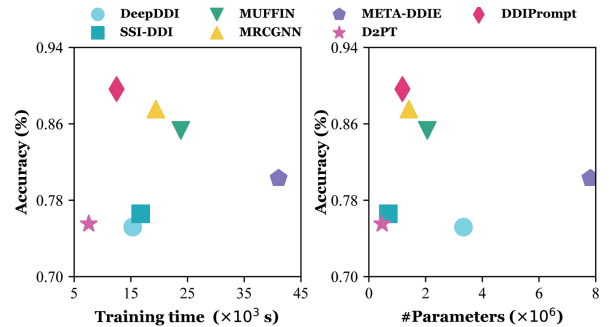 DeepDDI MUFFIN META-DDIE DDIPrompt
SSI-DDI MRCGNN D2PT
0.94 0.94
0.86 0.86
0.78 0.78
0.70 0.70
Accuracy (%) Accuracy (%)
5 15 25 35 45 0 2 4 6 8
Training time (×10³ s) #Parameters (×10⁶)